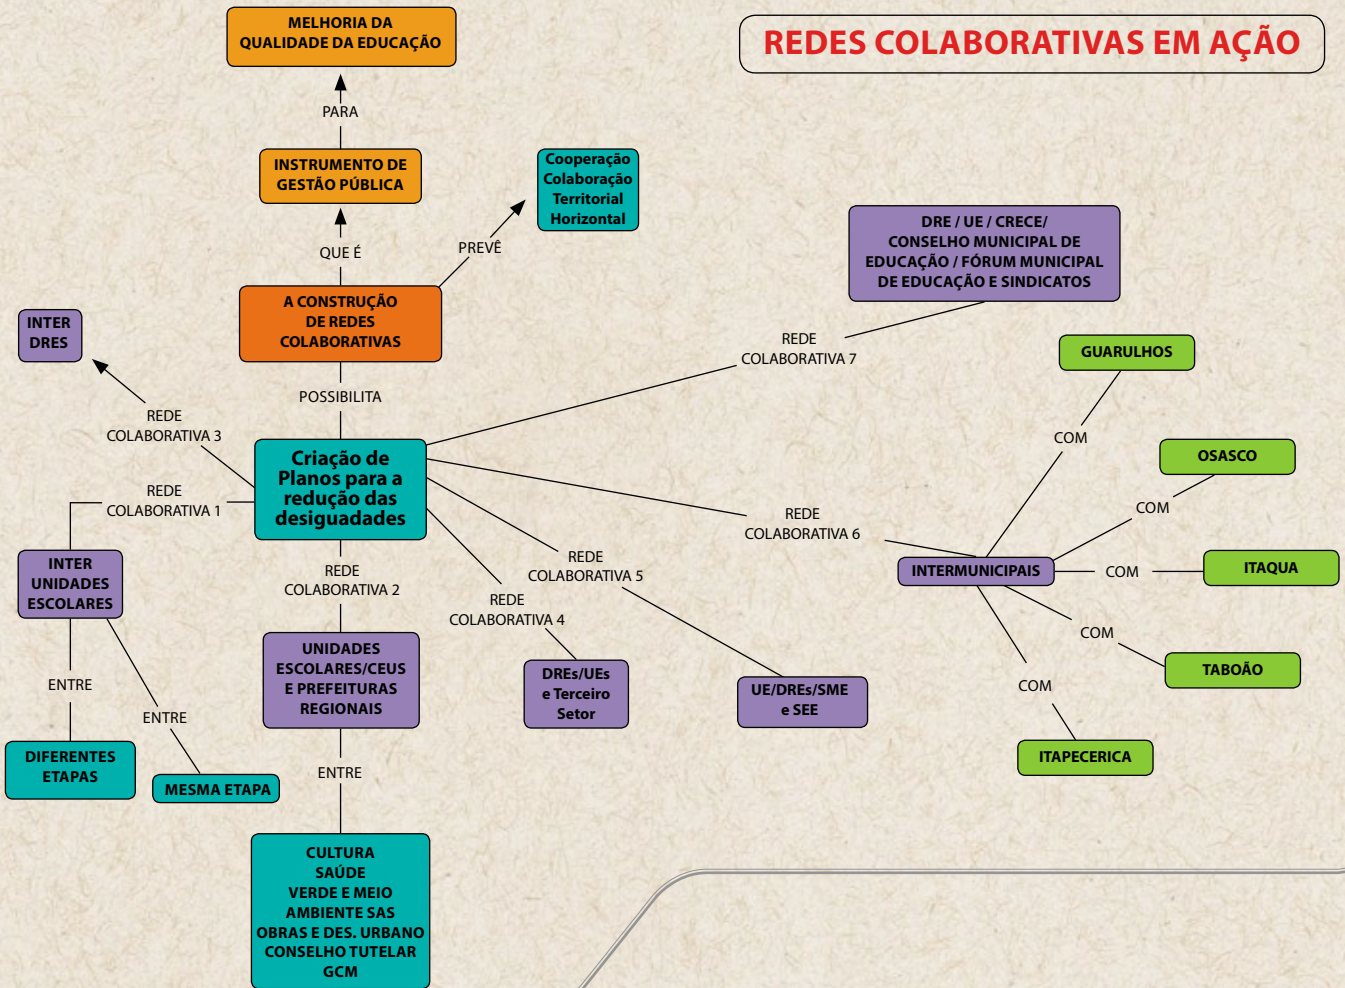 REDES COLABORATIVAS EM AÇÃO
MELHORIA DA
QUALIDADE DA EDUCAÇÃO
PARA
INSTRUMENTO DE
GESTÃO PÚBLICA
QUE É
Cooperação
Colaboração
Territorial
Horizontal
PREVÊ
A CONSTRUÇÃO
DE REDES
COLABORATIVAS
POSSIBILITA
Criação de
Planos para a
redução das
desiguadades
INTER
DRES
REDE
COLABORATIVA 3
REDE
COLABORATIVA 1
INTER
UNIDADES
ESCOLARES
ENTRE
DIFERENTES
ETAPAS
ENTRE
MESMA ETAPA
REDE
COLABORATIVA 2
UNIDADES
ESCOLARES/CEUS
E PREFEITURAS
REGIONAIS
ENTRE
CULTURA
SAÚDE
VERDE E MEIO
AMBIENTE SAS
OBRAS E DES. URBANO
CONSELHO TUTELAR
GCM
REDE
COLABORATIVA 4
DREs/UEs
e Terceiro
Setor
REDE
COLABORATIVA 5
UE/DREs/SME
e SEE
REDE
COLABORATIVA 6
INTERMUNICIPAIS
COM
GUARULHOS
COM
OSASCO
COM
ITAQUA
COM
TABOÃO
COM
ITAPECERICA
REDE
COLABORATIVA 7
DRE / UE / CRECE/
CONSELHO MUNICIPAL DE
EDUCAÇÃO / FÓRUM MUNICIPAL
DE EDUCAÇÃO E SINDICATOS